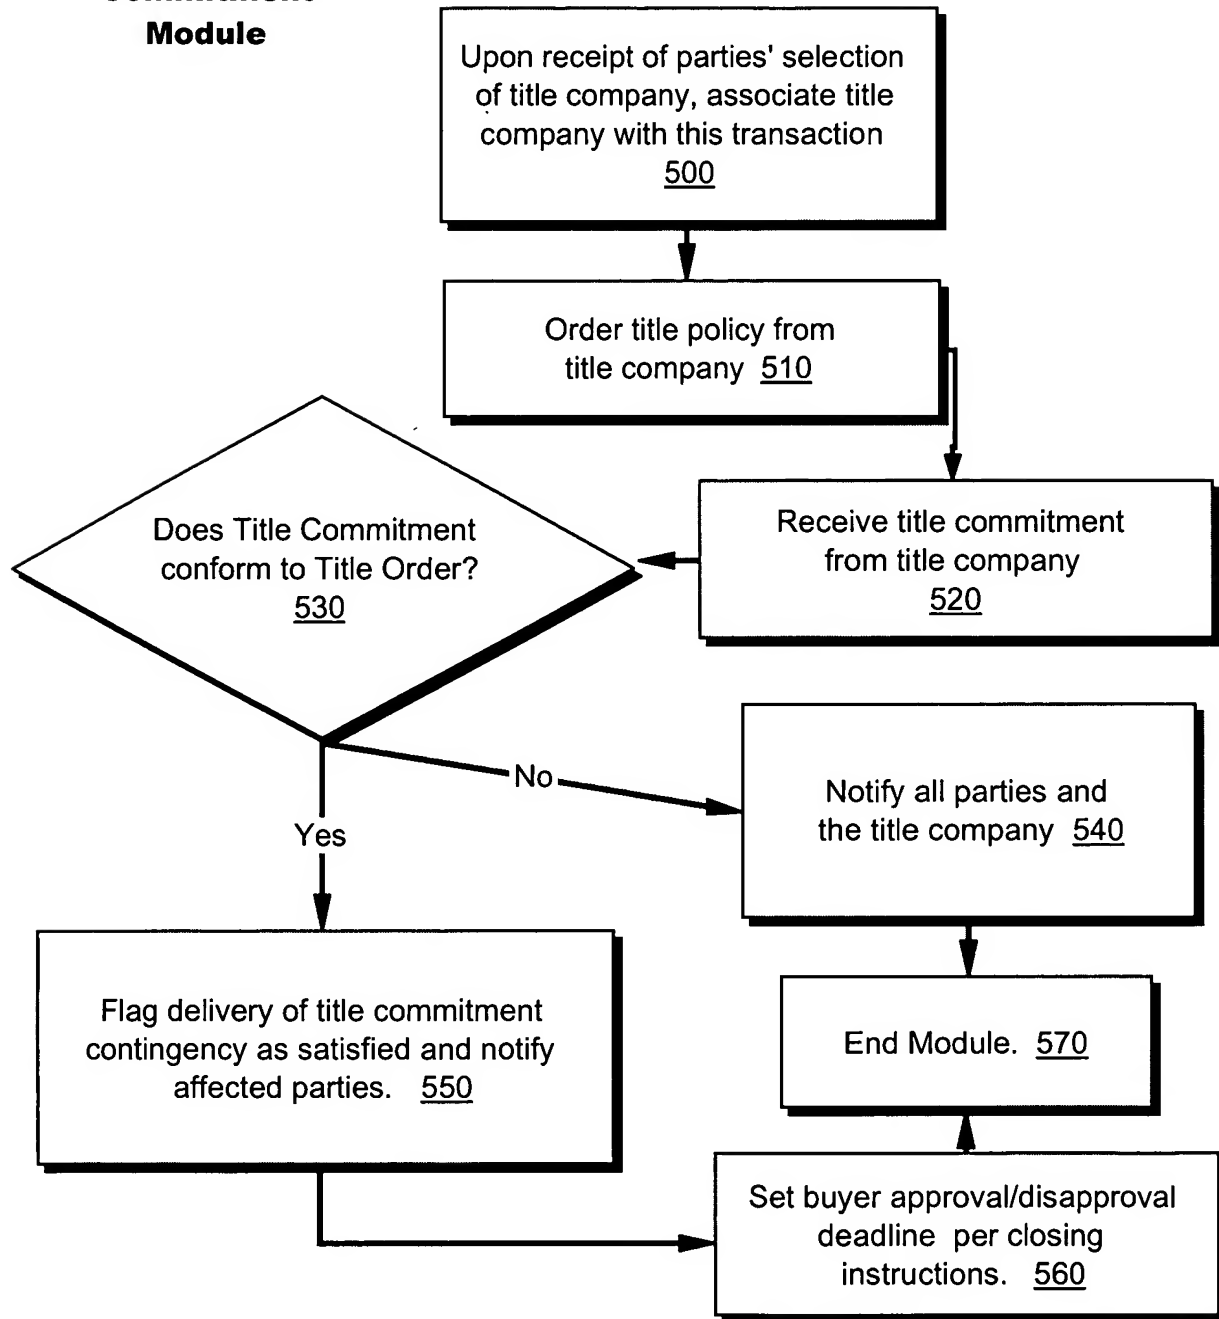 Module
Upon receipt of parties' selection
of title company, associate title
company with this transaction
500
Order title policy from
title company 510
Receive title commitment
from title company
520
Does Title Commitment
conform to Title Order?
530
No
Yes
Notify all parties and
the title company 540
Flag delivery of title commitment
contingency as satisfied and notify
affected parties. 550
End Module. 570
Set buyer approval/disapproval
deadline per closing
instructions. 560